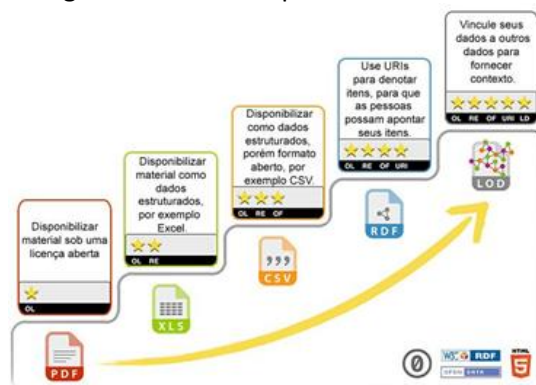 Disponibilizar
material sob uma
licença aberta
OL
PDF
Disponibilizar
material como
dados
estruturados,
por exemplo
Excel.
OL RE
XLS
Disponibilizar
como dados
estruturados,
porém formato
aberto, por
exemplo CSV.
OL RE OF
CSV
Use URIs
para denotar
itens, para que
as pessoas
possam apontar
seus itens.
OL RE OF URI
RDF
Vincule seus
dados a outros
dados para
fornecer
contexto.
OL RE OF URI LD
LOD
0
W3C RDF
OPEN DATA
HTML
5